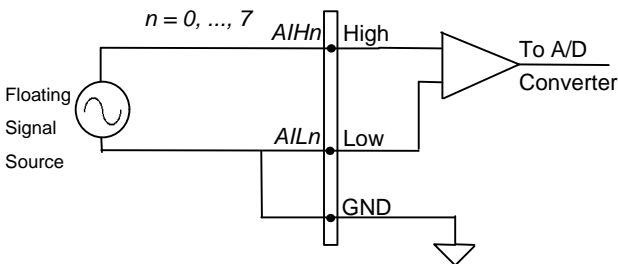 n = 0, ..., 7
AIHn High
To A/D
Converter
Floating
Signal
Source
AILn Low
GND